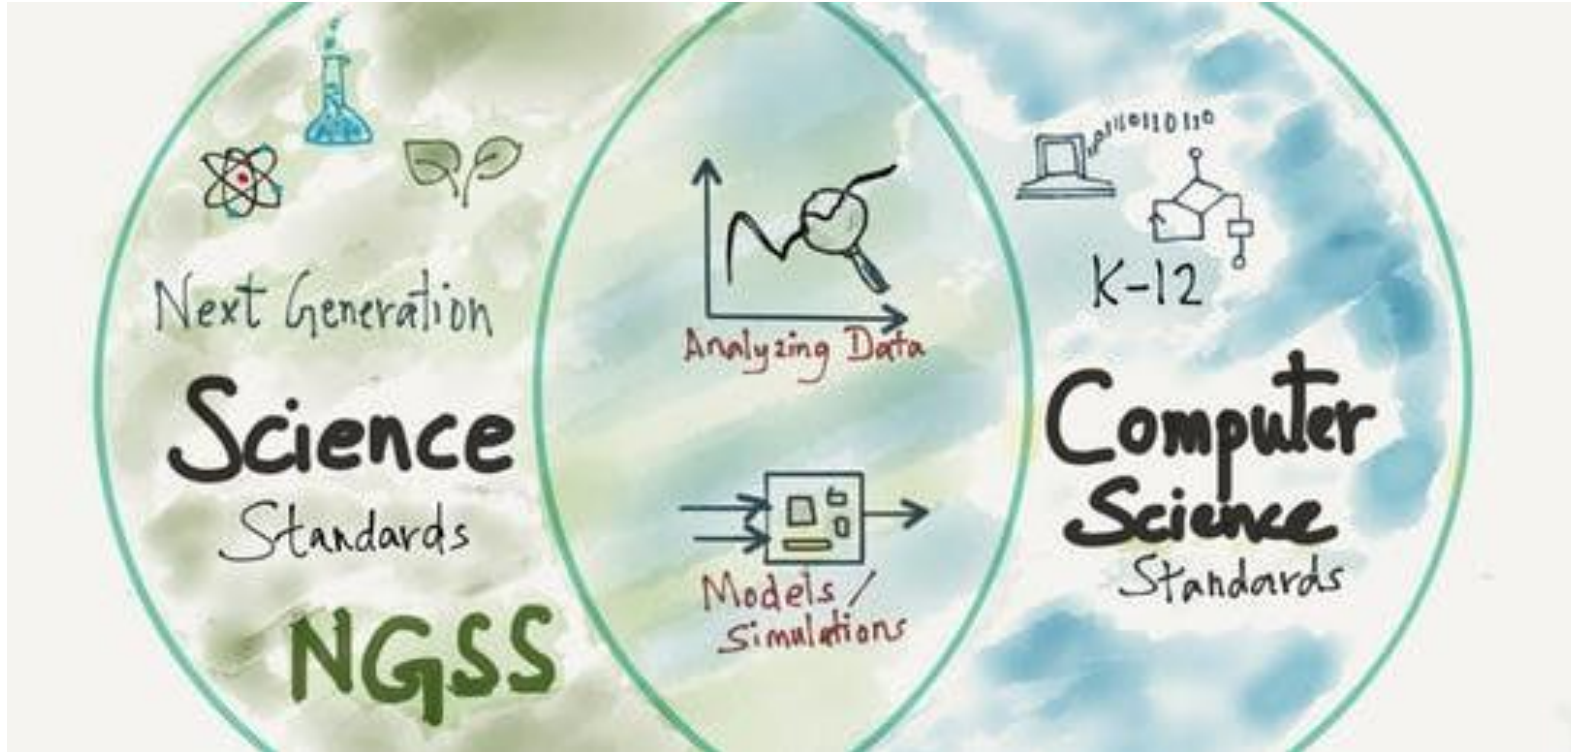 Next Generation
Science
Standards
NGSS
Analyzing Data
Models /
Simulations
K-12
Computer
Science
Standards